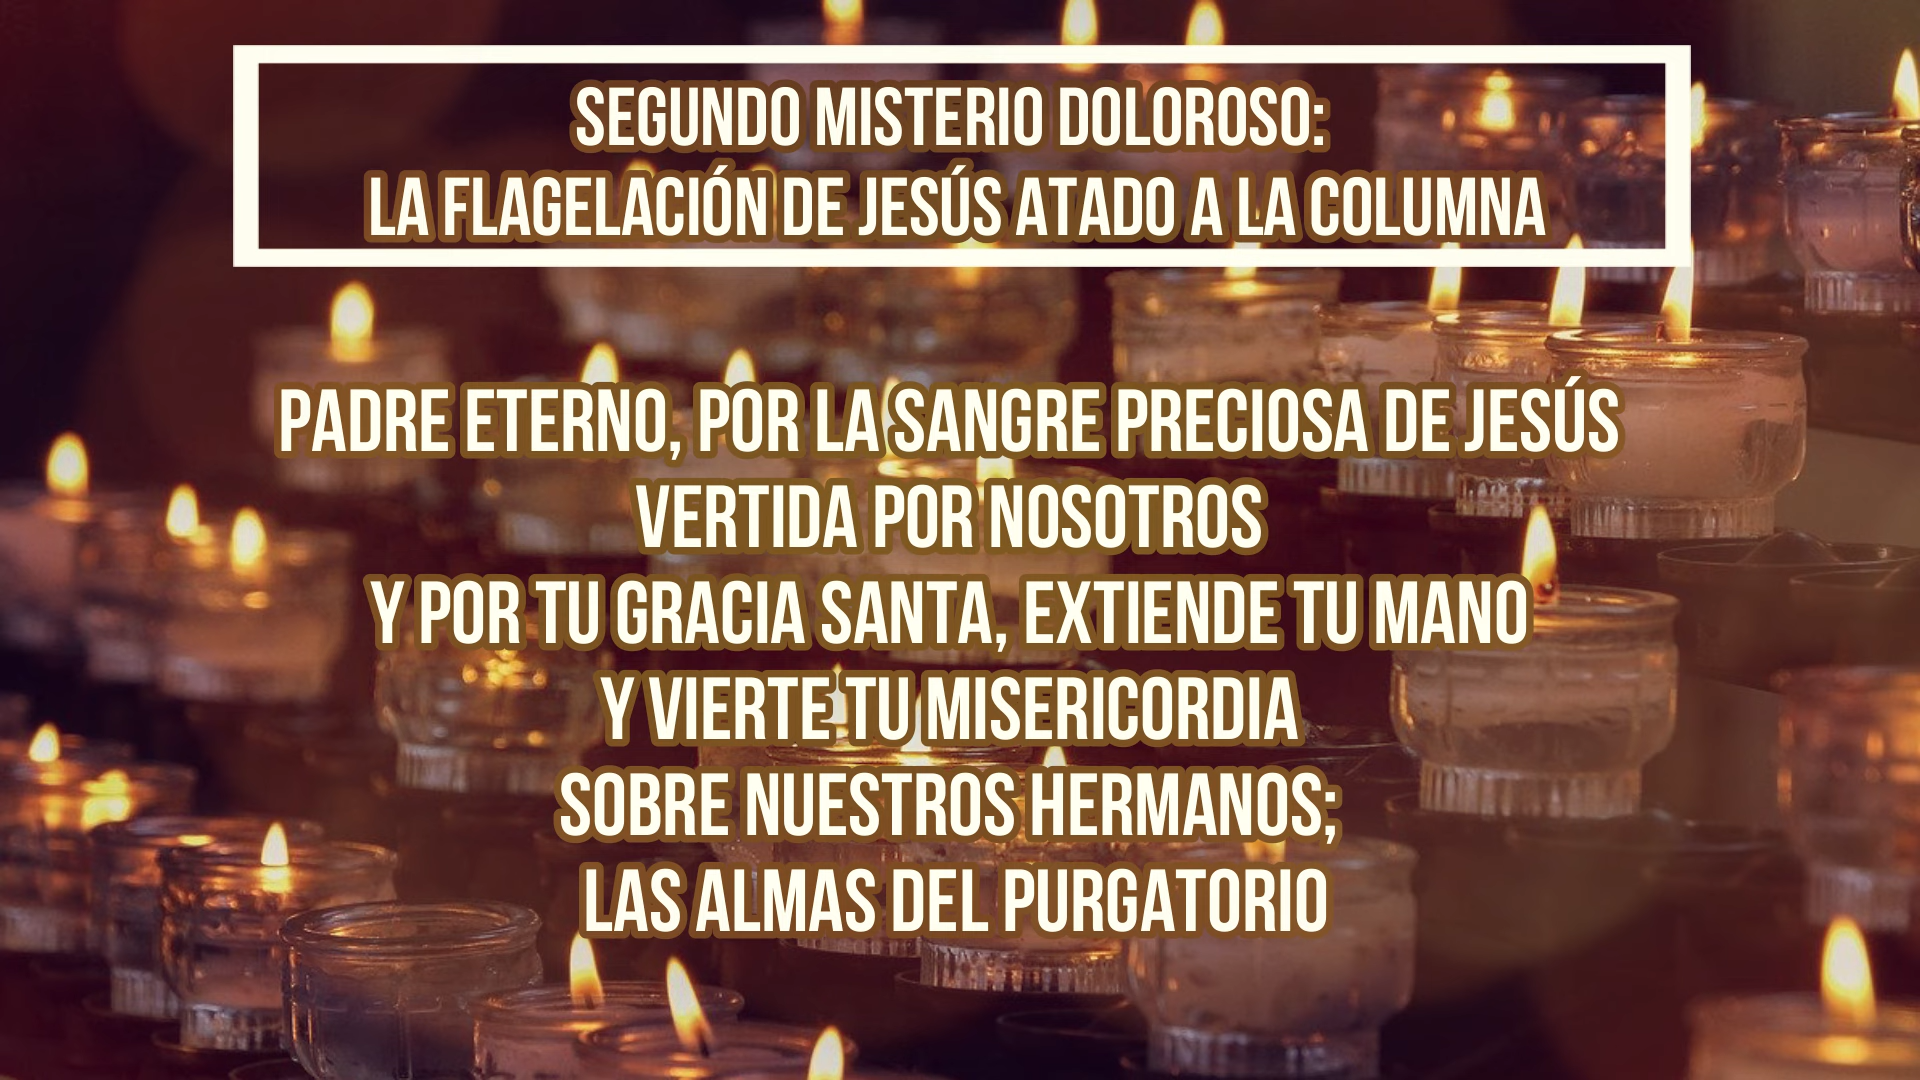 SEGUNDO MISTERIO DOLOROSO:
LA FLAGELACIÓN DE JESÚS ATADO A LA COLUMNA
PADRE ETERNO, POR LA SANGRE PRECIOSA DE JESÚS
VERTIDA POR NOSOTROS
Y POR TU GRACIA SANTA, EXTIENDE TU MANO
Y VIERTE TU MISERICORDIA
SOBRE NUESTROS HERMANOS;
LAS ALMAS DEL PURGATORIO